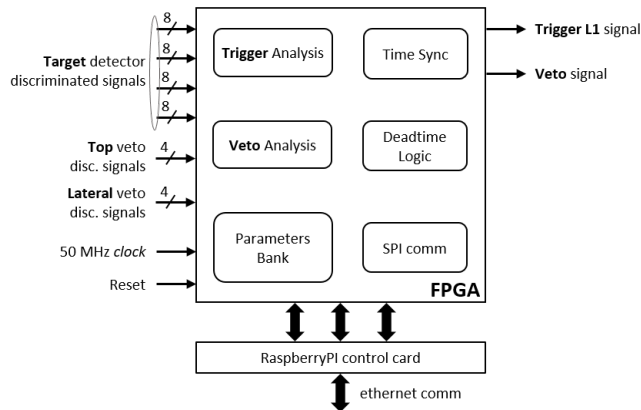 8
8
8
8
Target detector
discriminated signals
Top veto
disc. signals
4
Lateral veto
disc. signals
4
50 MHz clock
Reset
Trigger Analysis
Time Sync
Veto Analysis
Deadtime
Logic
Parameters
Bank
SPI comm
FPGA
Trigger L1 signal
Veto signal
RaspberryPI control card
ethernet comm